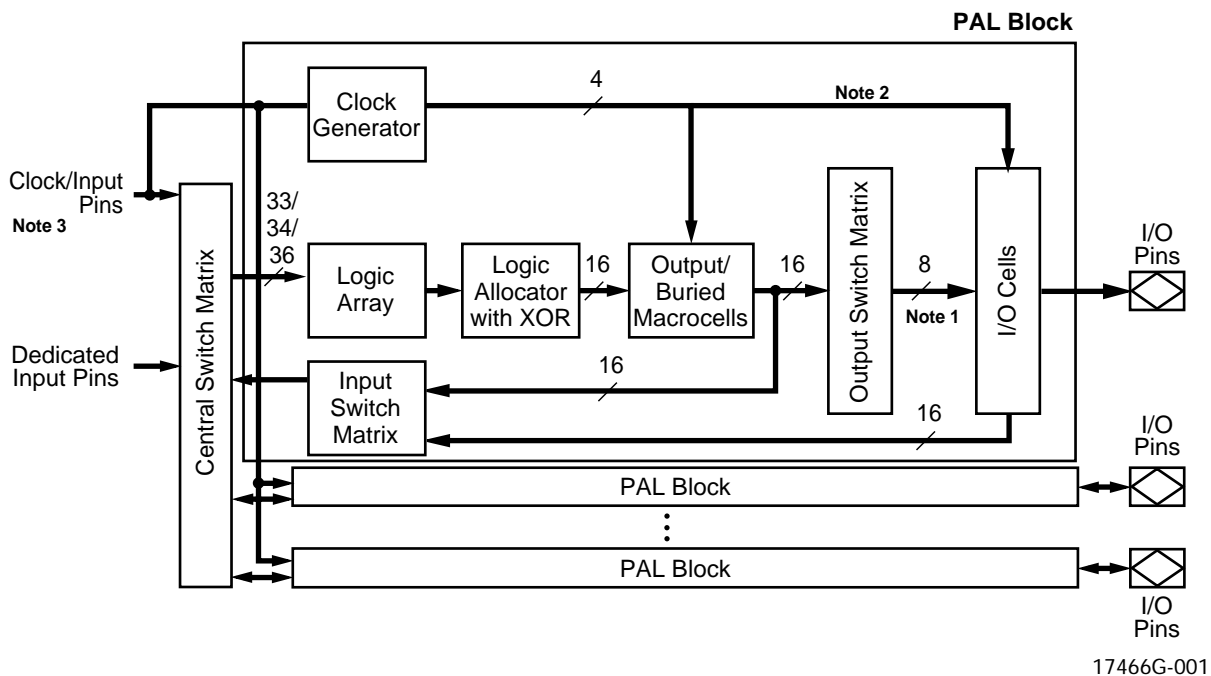 PAL Block
Clock
Generator
4
Note 2
Clock/Input
Pins
Note 3
Central Switch Matrix
33/
34/
36
Logic
Array
Logic
Allocator
with XOR
16
Output/
Buried
Macrocells
16
Output Switch Matrix
8
Note 1
I/O Cells
I/O
Pins
Dedicated
Input Pins
Input
Switch
Matrix
16
16
I/O
Pins
PAL Block
PAL Block
I/O
Pins
17466G-001